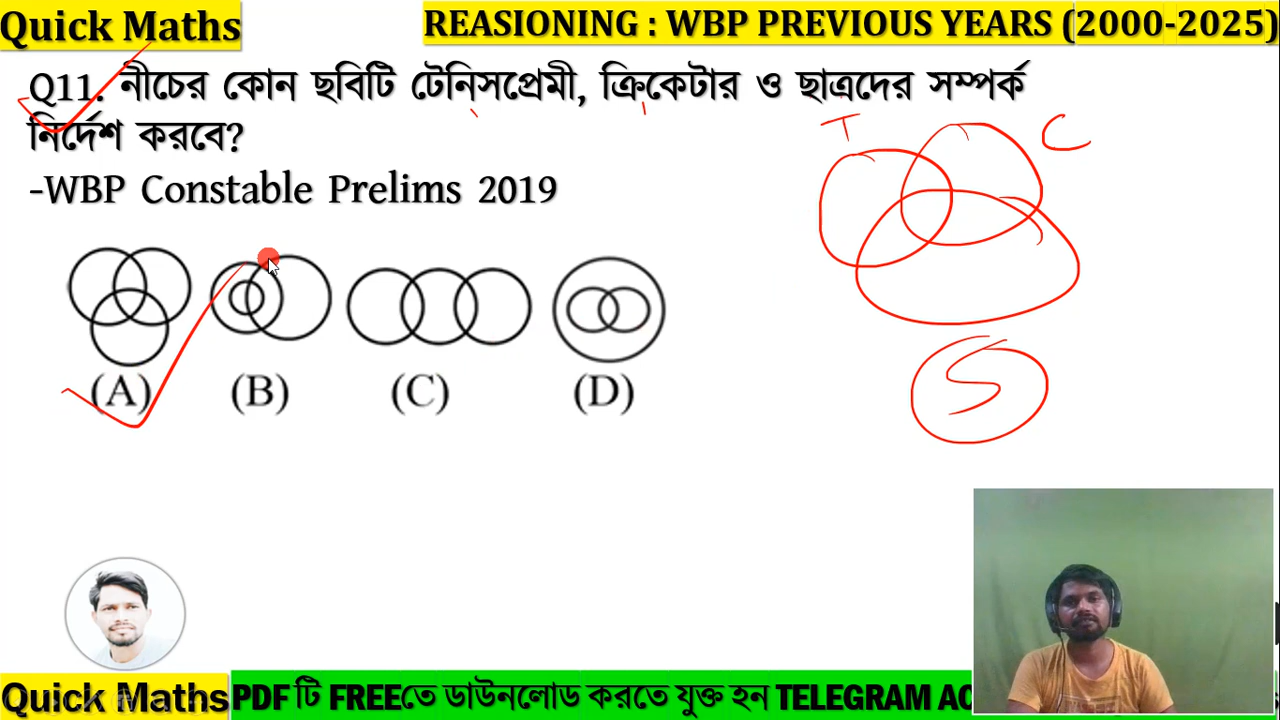 Quick Maths
REASONING : WBP PREVIOUS YEARS (2000-2025)
Q11. নীচের কোন ছবিটি টেনিসপ্রেমী, ক্রিকেটার ও ছাত্রদের সম্পর্ক
নির্দেশ করবে?
-WBP Constable Prelims 2019
T
C
S
(A) (B) (C) (D)
Quick Maths
PDF টি FREEতে ডাউনলোড করতে যুক্ত হন TELEGRAM AC